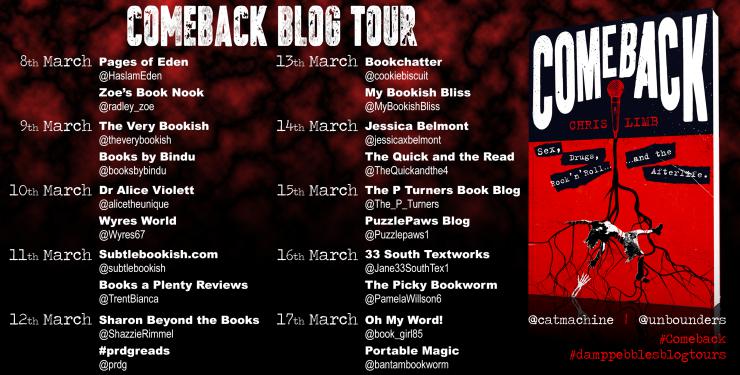 COMEBACK BLOG TOUR
8th March
Pages of Eden
@HaslamEden
Zoe's Book Nook
@radley_zoe
9th March
The Very Bookish
@theverybookish
Books by Bindu
@booksbybindu
10th March
Dr Alice Violett
@alicetheunique
Wyres World
@Wyres67
11th March
Subtlebookish.com
@subtlebookish
Books a Plenty Reviews
@TrentBianca
12th March
Sharon Beyond the Books
@ShazzieRimmel
#prdgreads
@prdg
13th March
Bookchatter
@cookiebiscuit
My Bookish Bliss
@MyBookishBliss
14th March
Jessica Belmont
@jessicaxbelmont
The Quick and the Read
@TheQuickandthe4
15th March
The P Turners Book Blog
@The_P_Turners
PuzzlePaws Blog
@Puzzlepaws1
16th March
33 South Textworks
@Jane33SouthTex1
The Picky Bookworm
@PamelaWillson6
17th March
Oh My Word!
@book_girl85
Portable Magic
@bantambookworm
COMEBACK
CHRIS LIMB
Sex,
Drugs,
Rock'n'Roll...
...and the
Afterlife.
@catmachine | @unbounders
#Comeback
#damppebblesblogtours